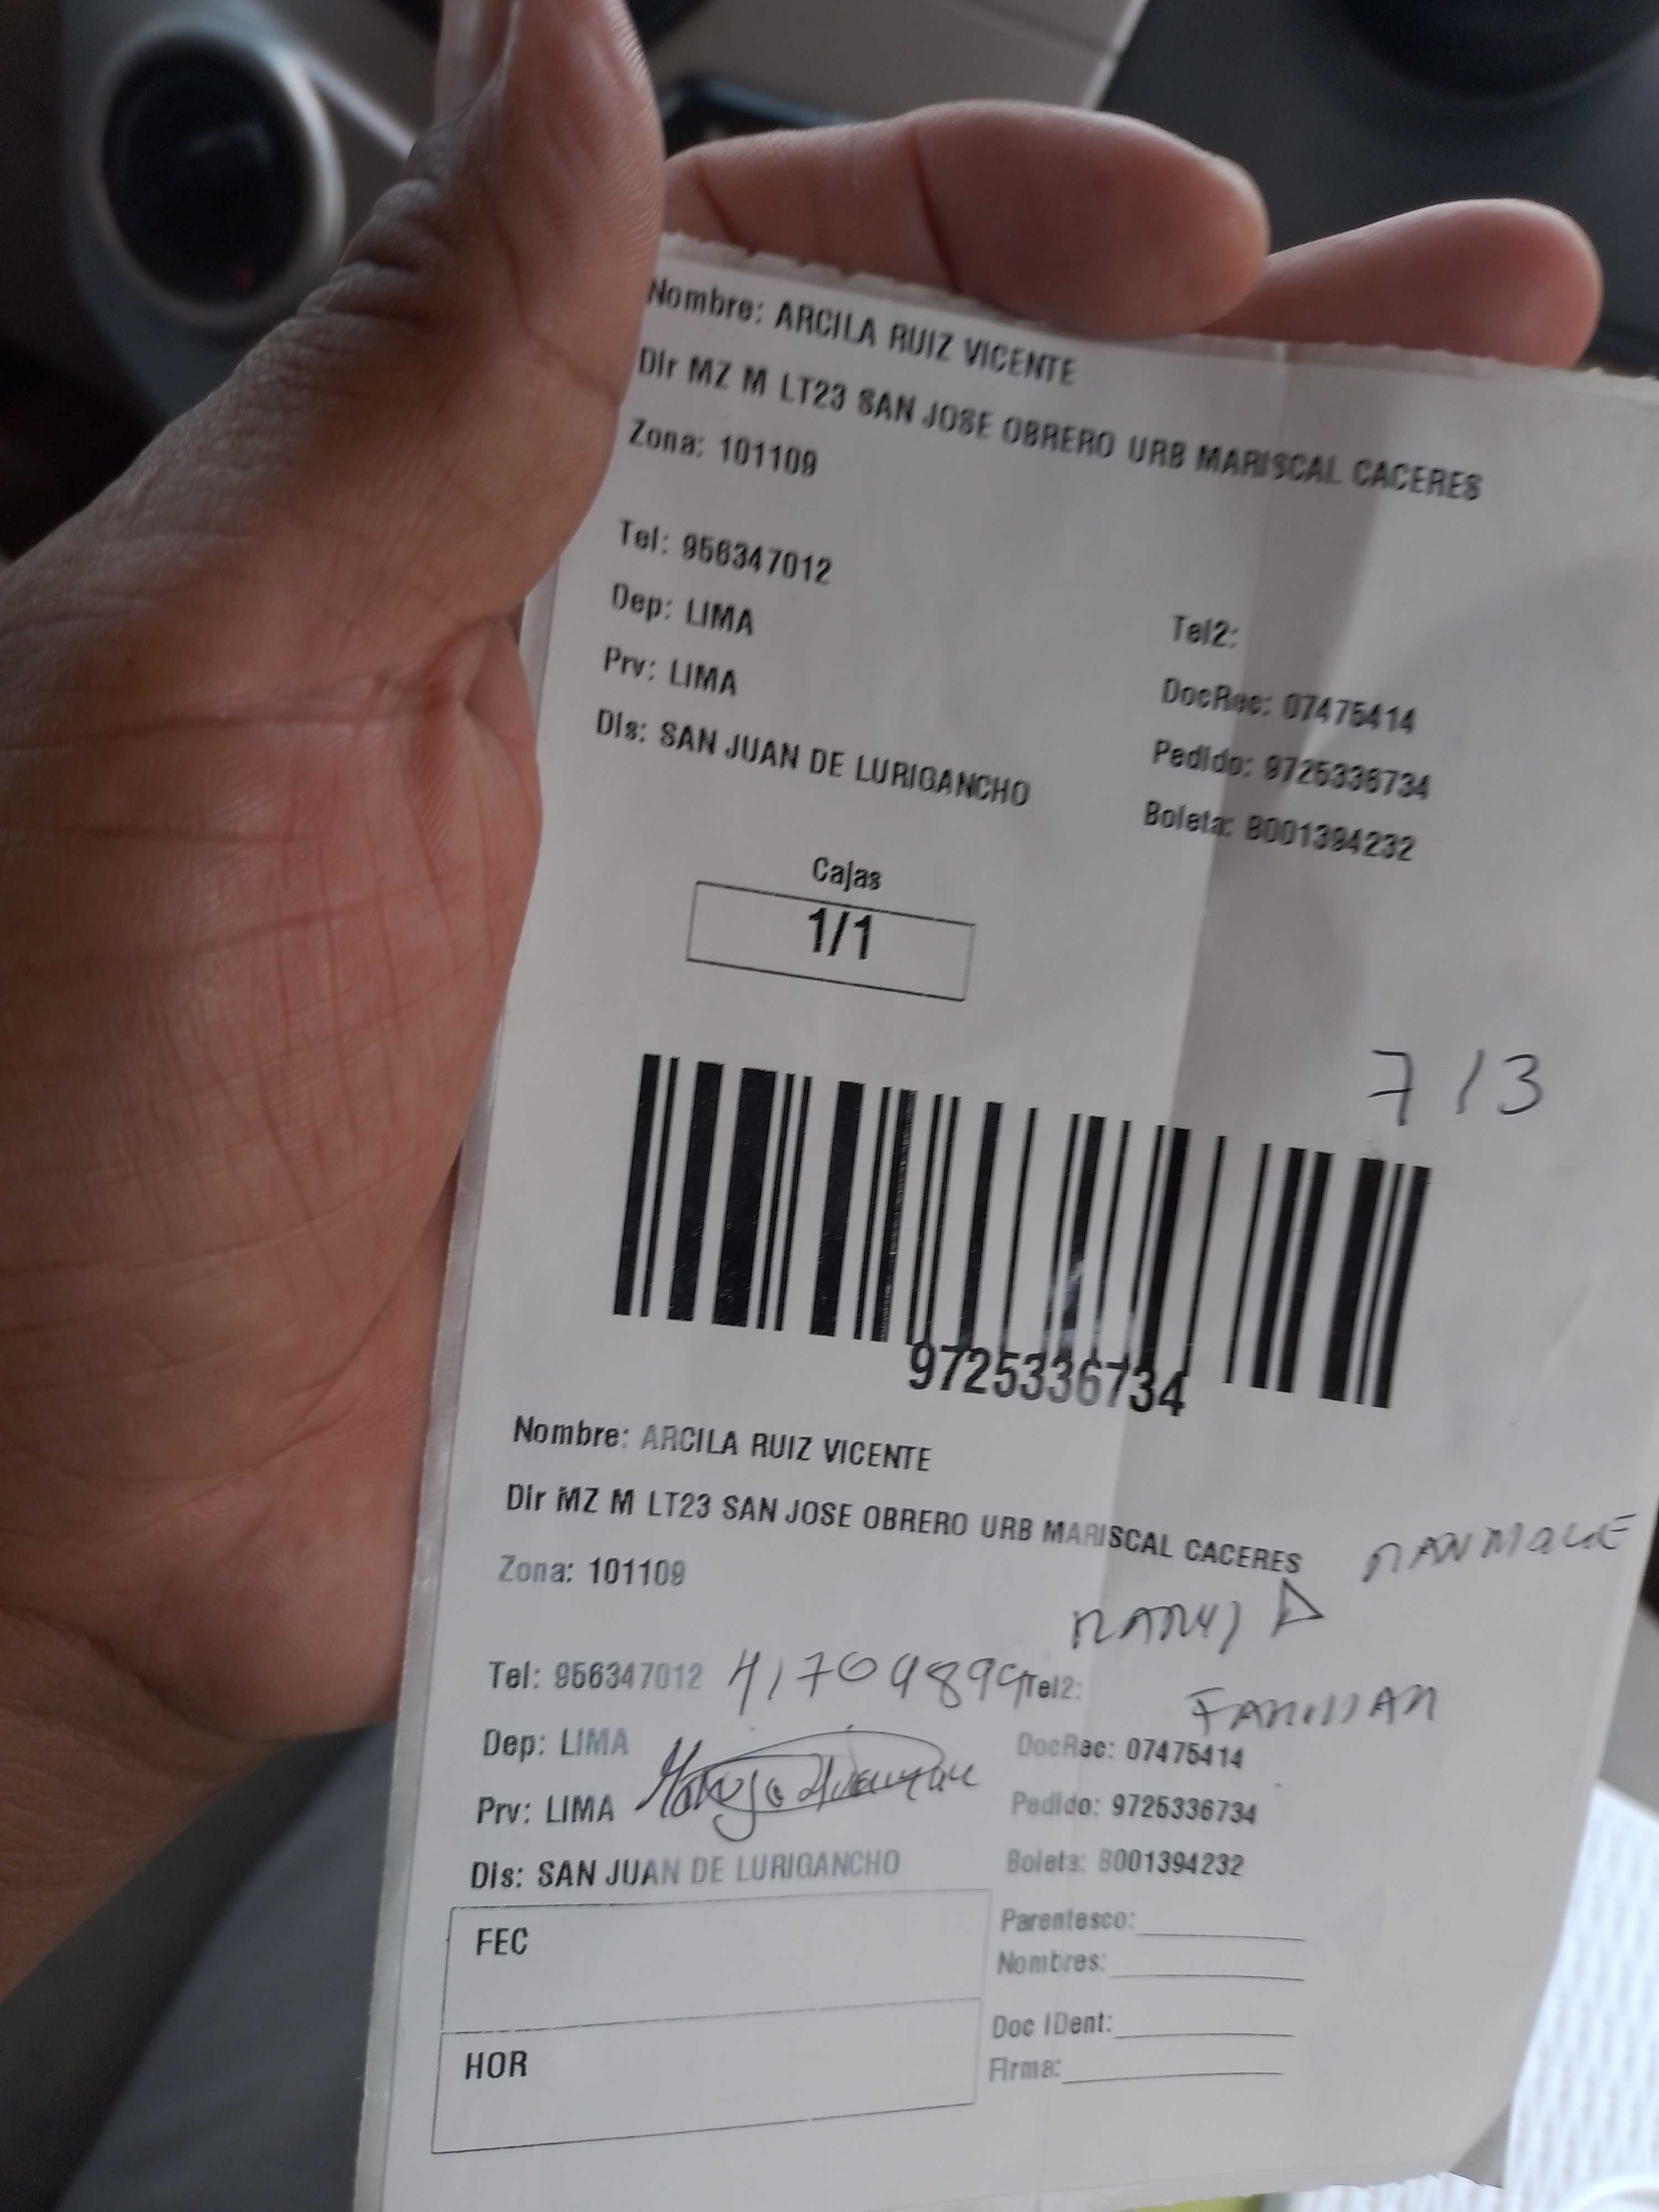 Nombre: ARCILA RUIZ VICENTE
Dir MZ M LT23 SAN JOSE OBRERO URB MARISCAL CACERES
Zona: 101109
Tel: 956347012
Tel2:
Dep: LIMA
DocRec: 07475414
Prv: LIMA
Pedido: 9725336734
Dis: SAN JUAN DE LURIGANCHO
Boleta: B001394232
Cajas
1/1
713
9725336734
Nombre: ARCILA RUIZ VICENTE
Dir MZ M LT23 SAN JOSE OBRERO URB MARISCAL CACERES
Zona: 101109
Tel: 956347012 41709899 Tel2:
Dep: LIMA
DocRec: 07475414
Prv: LIMA
Pedido: 9725336734
Dis: SAN JUAN DE LURIGANCHO
Boleta: B001394232
FEC
Parentesco:
Nombres:
HOR
Doc IDent:
Firma: